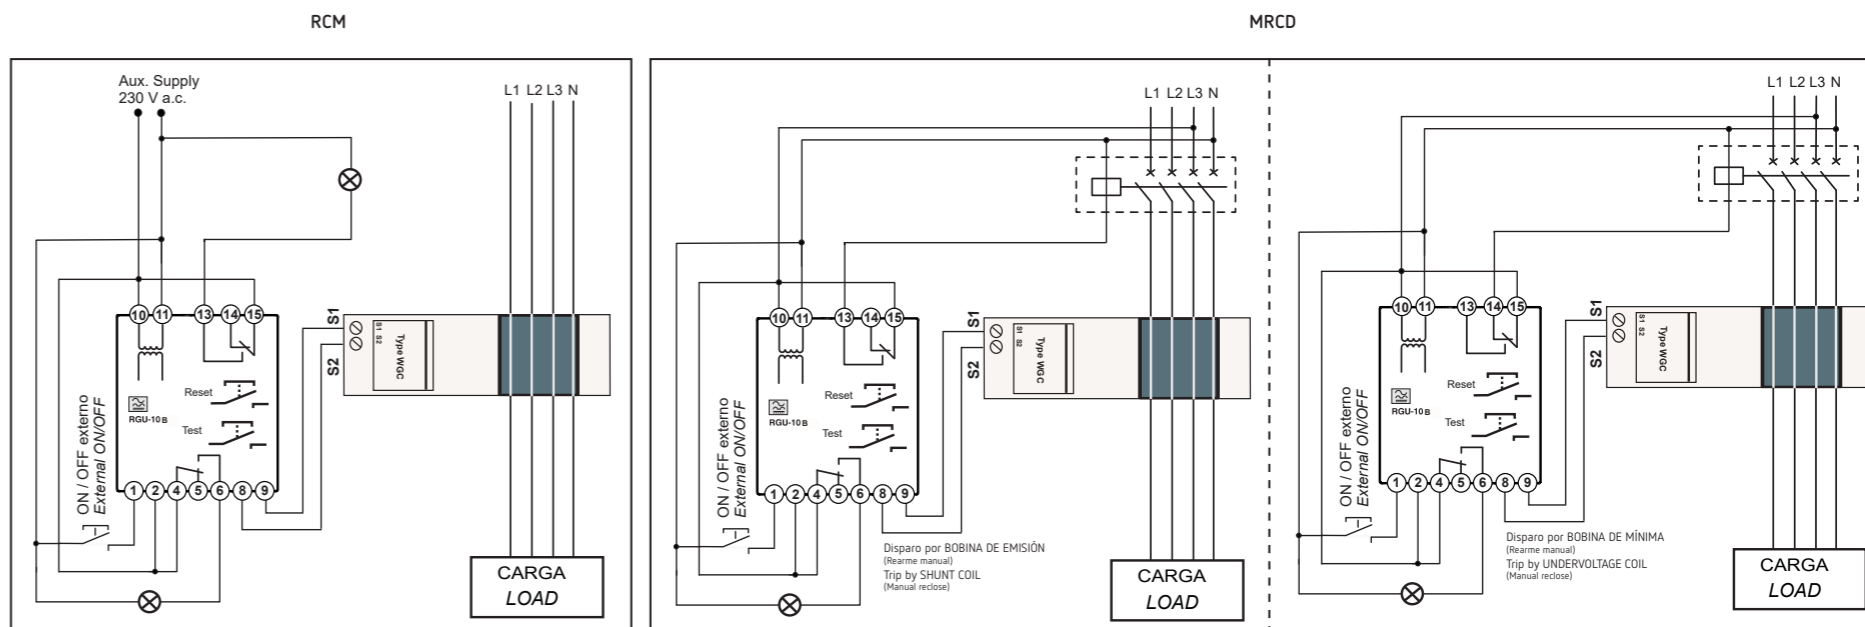 RCM
MRCD
Aux. Supply
230 V a.c.
L1 L2 L3 N
10 11 13 14 15
S1
S2
S1 S2
Type WGC
Reset
RGU-10 B
Test
ON / OFF externo
External ON/OFF
1 2 4 5 6 8 9
CARGA
LOAD
L1 L2 L3 N
10 11 13 14 15
S1
S2
S1
S2
Type WGC
Reset
RGU-10 B
Test
ON / OFF externo
External ON/OFF
1 2 4 5 6 8 9
Disparo por BOBINA DE EMISIÓN
(Rearme manual)
Trip by SHUNT COIL
(Manual reclose)
CARGA
LOAD
L1 L2 L3 N
10 11 13 14 15
S1
S2
S1 S2
Type WGC
Reset
RGU-10 B
Test
ON / OFF externo
External ON/OFF
1 2 4 5 6 8 9
Disparo por BOBINA DE MÍNIMA
(Rearme manual)
Trip by UNDERVOLTAGE COIL
(Manual reclose)
CARGA
LOAD